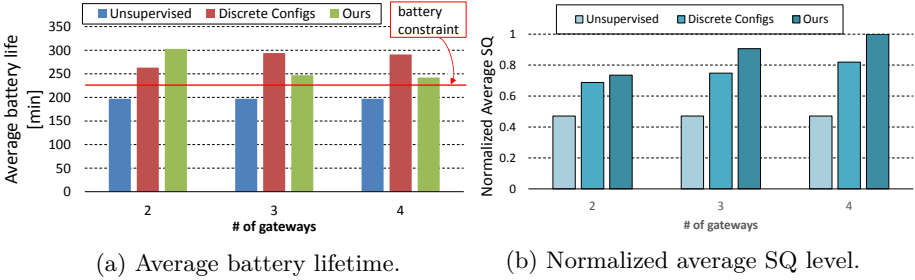 Unsupervised Discrete Configs Ours
battery
constraint
Average battery life
[min]
350
300
250
200
150
100
50
0
2 3 4
# of gateways
(a) Average battery lifetime.
Unsupervised Discrete Configs Ours
Normalized Average SQ
1
0.8
0.6
0.4
0.2
0
2 3 4
# of gateways
(b) Normalized average SQ level.